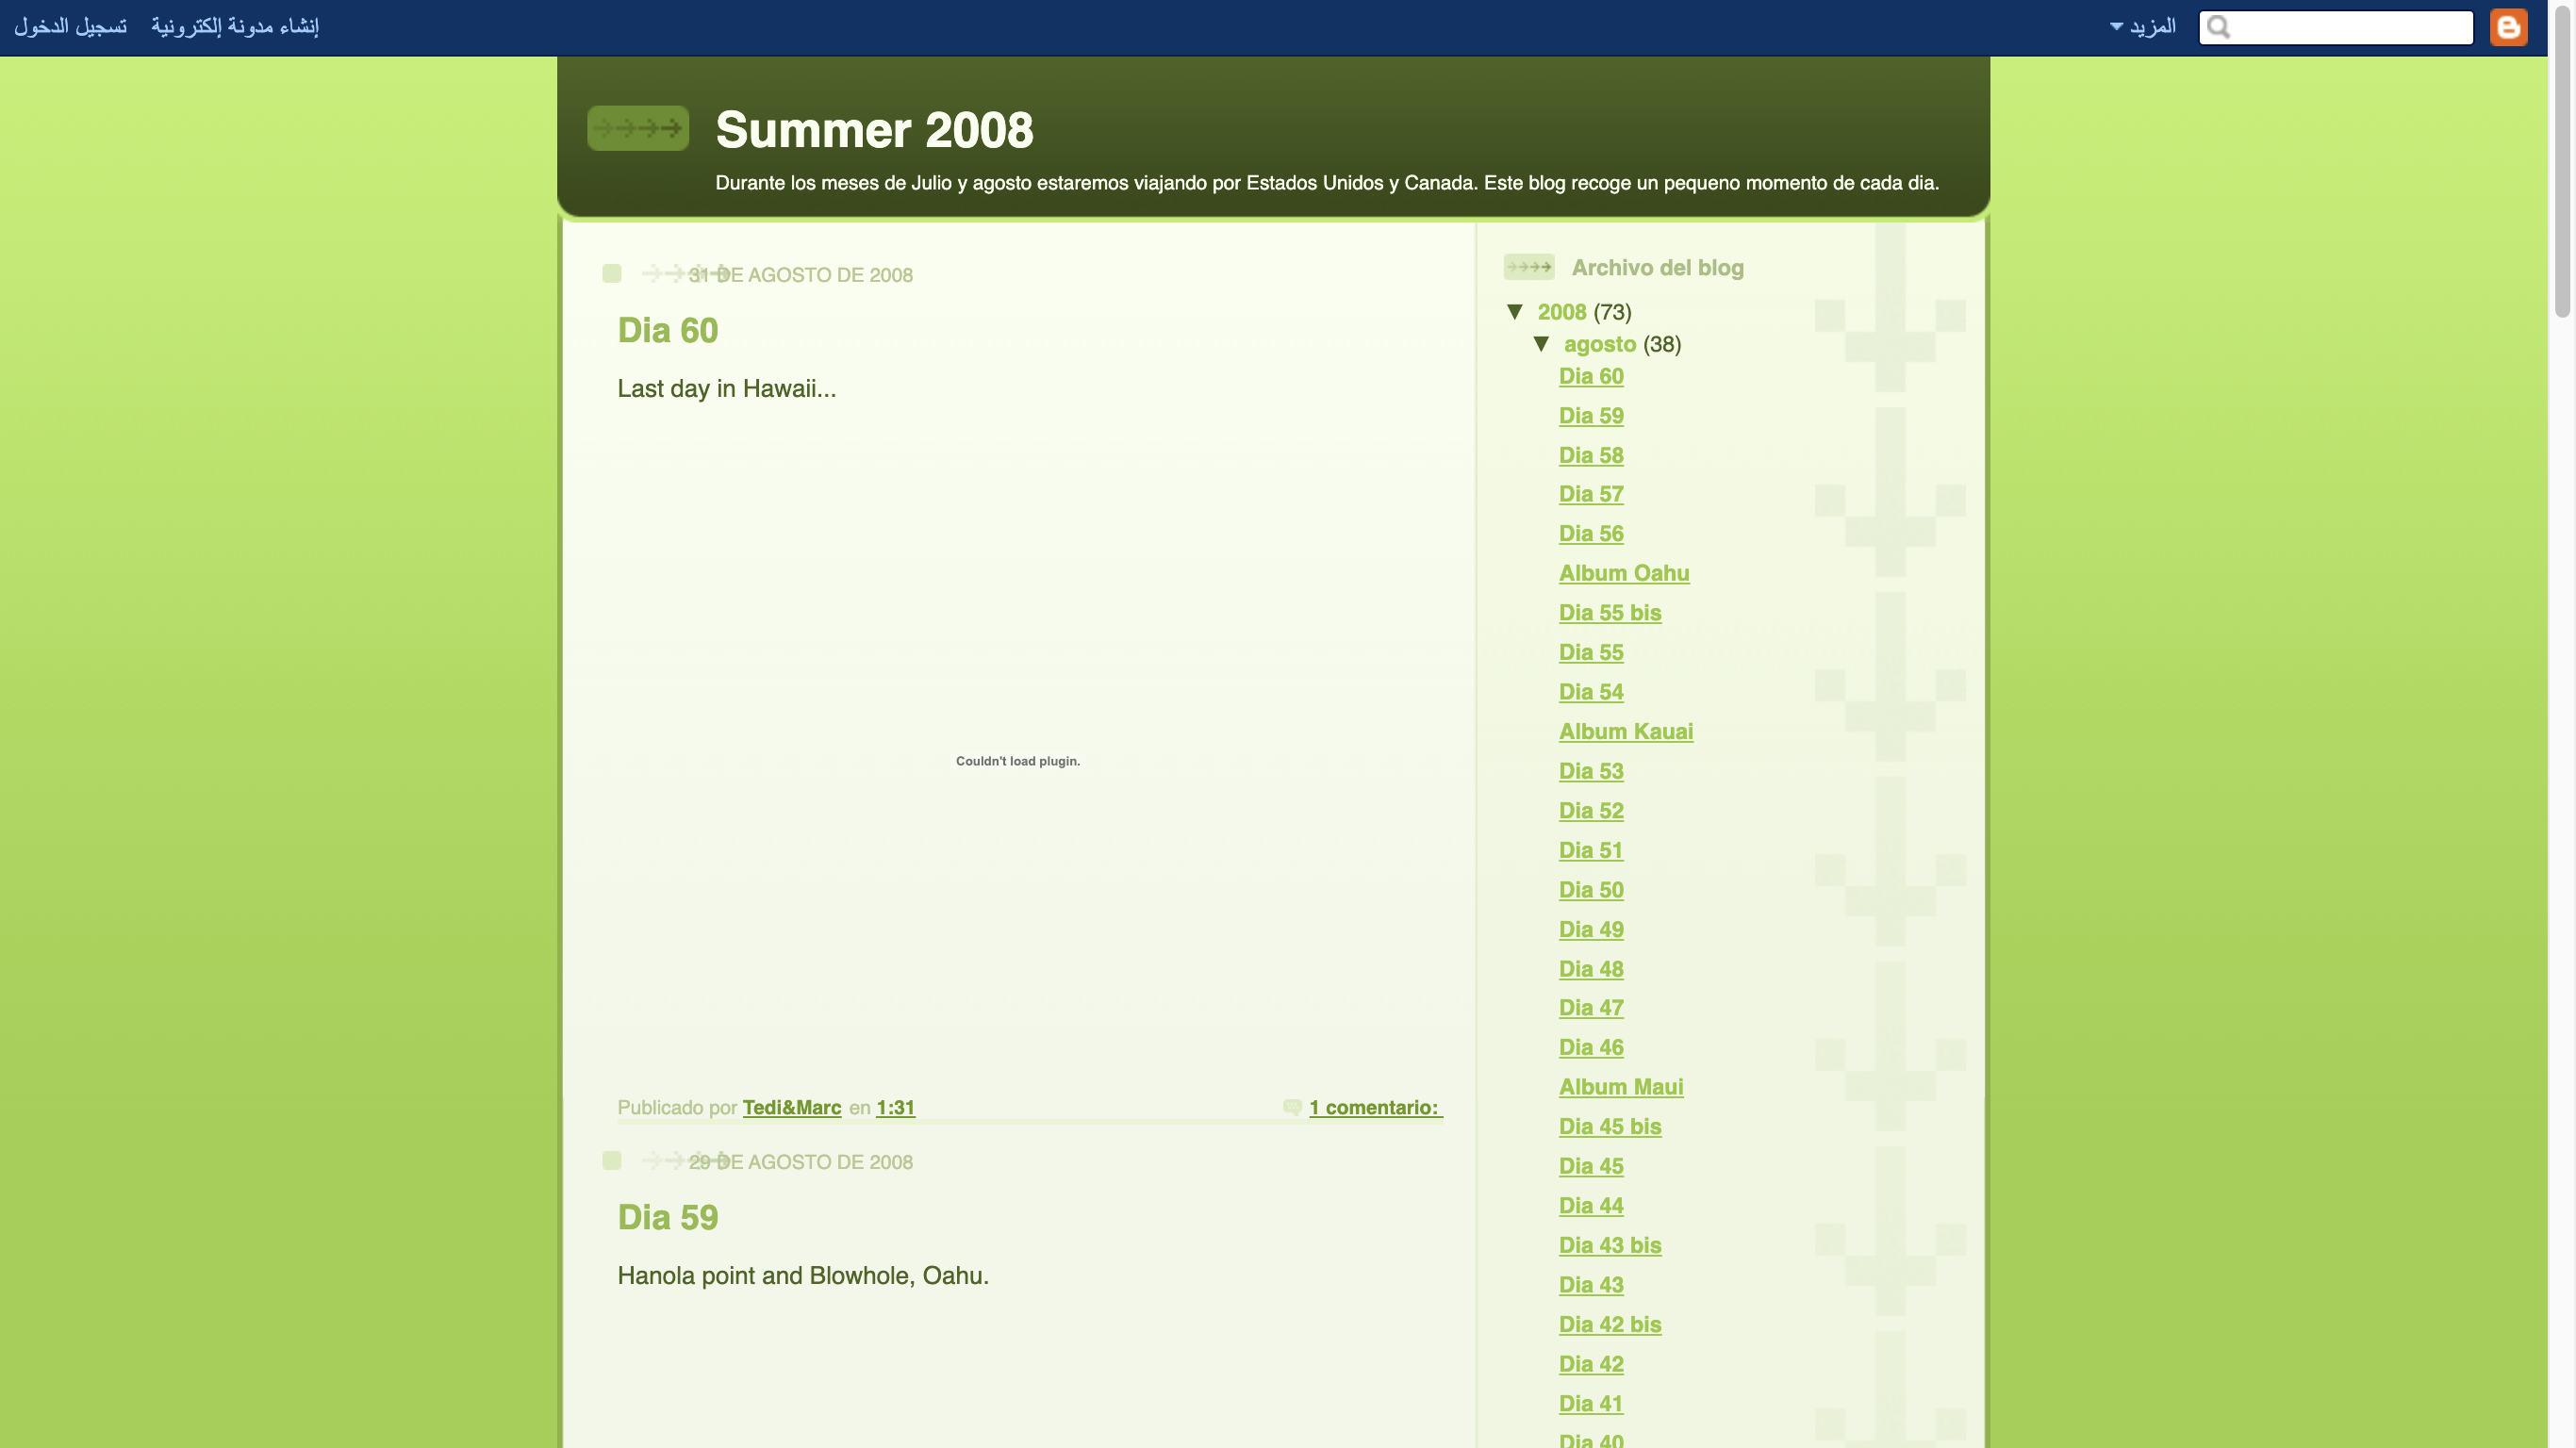 تسجيل الدخول
إنشاء مدونة إلكترونية
المزيد
Summer 2008
Durante los meses de Julio y agosto estaremos viajando por Estados Unidos y Canada. Este blog recoge un pequeno momento de cada dia.
31 DE AGOSTO DE 2008
Dia 60
Last day in Hawaii...
Couldn't load plugin.
Publicado por Tedi&Marc en 1:31
1 comentario:
29 DE AGOSTO DE 2008
Dia 59
Hanola point and Blowhole, Oahu.
Archivo del blog
▼ 2008 (73)
▼ agosto (38)
Dia 60
Dia 59
Dia 58
Dia 57
Dia 56
Album Oahu
Dia 55 bis
Dia 55
Dia 54
Album Kauai
Dia 53
Dia 52
Dia 51
Dia 50
Dia 49
Dia 48
Dia 47
Dia 46
Album Maui
Dia 45 bis
Dia 45
Dia 44
Dia 43 bis
Dia 43
Dia 42 bis
Dia 42
Dia 41
Dia 40